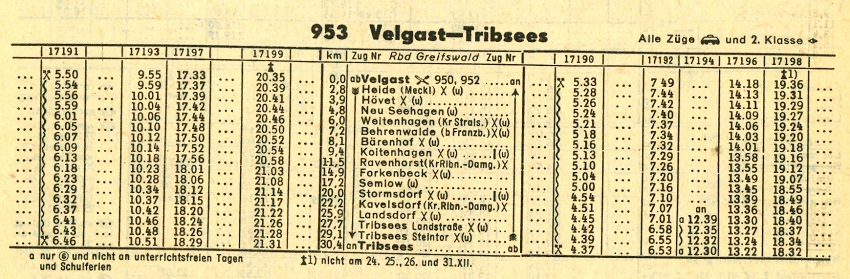 953 Velgast—Tribsees
Alle Züge und 2. Klasse
17191 17193 17197 17199 km Zug Nr Rbd Greifswald Zug Nr 17190 17192 17194 17196 17198
1)
... 5.50 ... 9.55 17.33 ... 20.35 ... 0,0 ab Velgast 950, 952 an ... 5.33 ... 7.49 14.18 19.36 ...
... 5.54 ... 9.59 17.37 ... 20.39 ... 2,8 Heide (Meckl) X (u) ... 5.28 ... 7.44 14.13 19.31 ...
... 5.56 ... 10.01 17.39 ... 20.41 ... 3,9 Hövet X (u) ... 5.26 ... 7.42 14.11 19.29 ...
... 5.59 ... 10.04 17.42 ... 20.44 ... 4,8 Neu Seehagen (u) ... 5.24 ... 7.40 14.09 19.27 ...
... 6.01 ... 10.06 17.44 ... 20.46 ... 6,0 Weitenhagen (Kr Strals.) X (u) ... 5.21 ... 7.37 14.06 19.24 ...
... 6.05 ... 10.10 17.48 ... 20.50 ... 7,2 Behrenwalde (b Franzb.) X (u) ... 5.18 ... 7.34 14.03 19.20 ...
... 6.07 ... 10.12 17.50 ... 20.52 ... 8,1 Bärenhof X (u) ... 5.16 ... 7.32 14.01 19.18 ...
... 6.09 ... 10.14 17.52 ... 20.54 ... 9,4 Koitenhagen X (u) (u) ... 5.13 ... 7.29 13.58 19.16 ...
... 6.13 ... 10.18 17.56 ... 20.58 ... 11,5 Ravenhorst (Kr Ribn.-Damg.) X ... 5.10 ... 7.26 13.55 19.12 ...
... 6.18 ... 10.23 18.01 ... 21.03 ... 14,9 Forkenbeck X (u) ... 5.04 ... 7.20 13.49 19.07 ...
... 6.23 ... 10.28 18.06 ... 21.08 ... 17,2 Semlow (u) ... 5.00 ... 7.16 13.45 18.55 ...
... 6.29 ... 10.34 18.12 ... 21.14 ... 20,0 Stormsdorf X (u) (u) ... 4.54 ... 7.10 13.39 18.49 ...
... 6.32 ... 10.37 18.15 ... 21.17 ... 22,2 Kavelsdorf (Kr. Ribn.-Damg) X ... 4.51 ... 7.07 an 13.36 18.46 ...
... 6.37 ... 10.42 18.20 ... 21.22 ... 25,9 Landsdorf X (u) ... 4.45 ... 7.01 a 12.39 13.30 18.40 ...
... 6.41 ... 10.46 18.24 ... 21.26 ... 27,7 Tribsees Landstraße X (u) ... 4.42 ... 6.58 12.35 13.27 18.37 ...
... 6.43 ... 10.48 18.26 ... 21.28 ... 29,1 Tribsees Steintor X (u) ... 4.39 ... 6.55 12.32 13.24 18.34 ...
... 6.46 ... 10.51 18.29 ... 21.31 ... 30,4 an Tribsees ab ... 4.37 ... 6.53 a 12.30 13.22 18.32 ...
a nur ⑥ und nicht an unterrichtsfreien Tagen
und Schulferien
1) nicht am 24., 25., 26. und 31.XII.